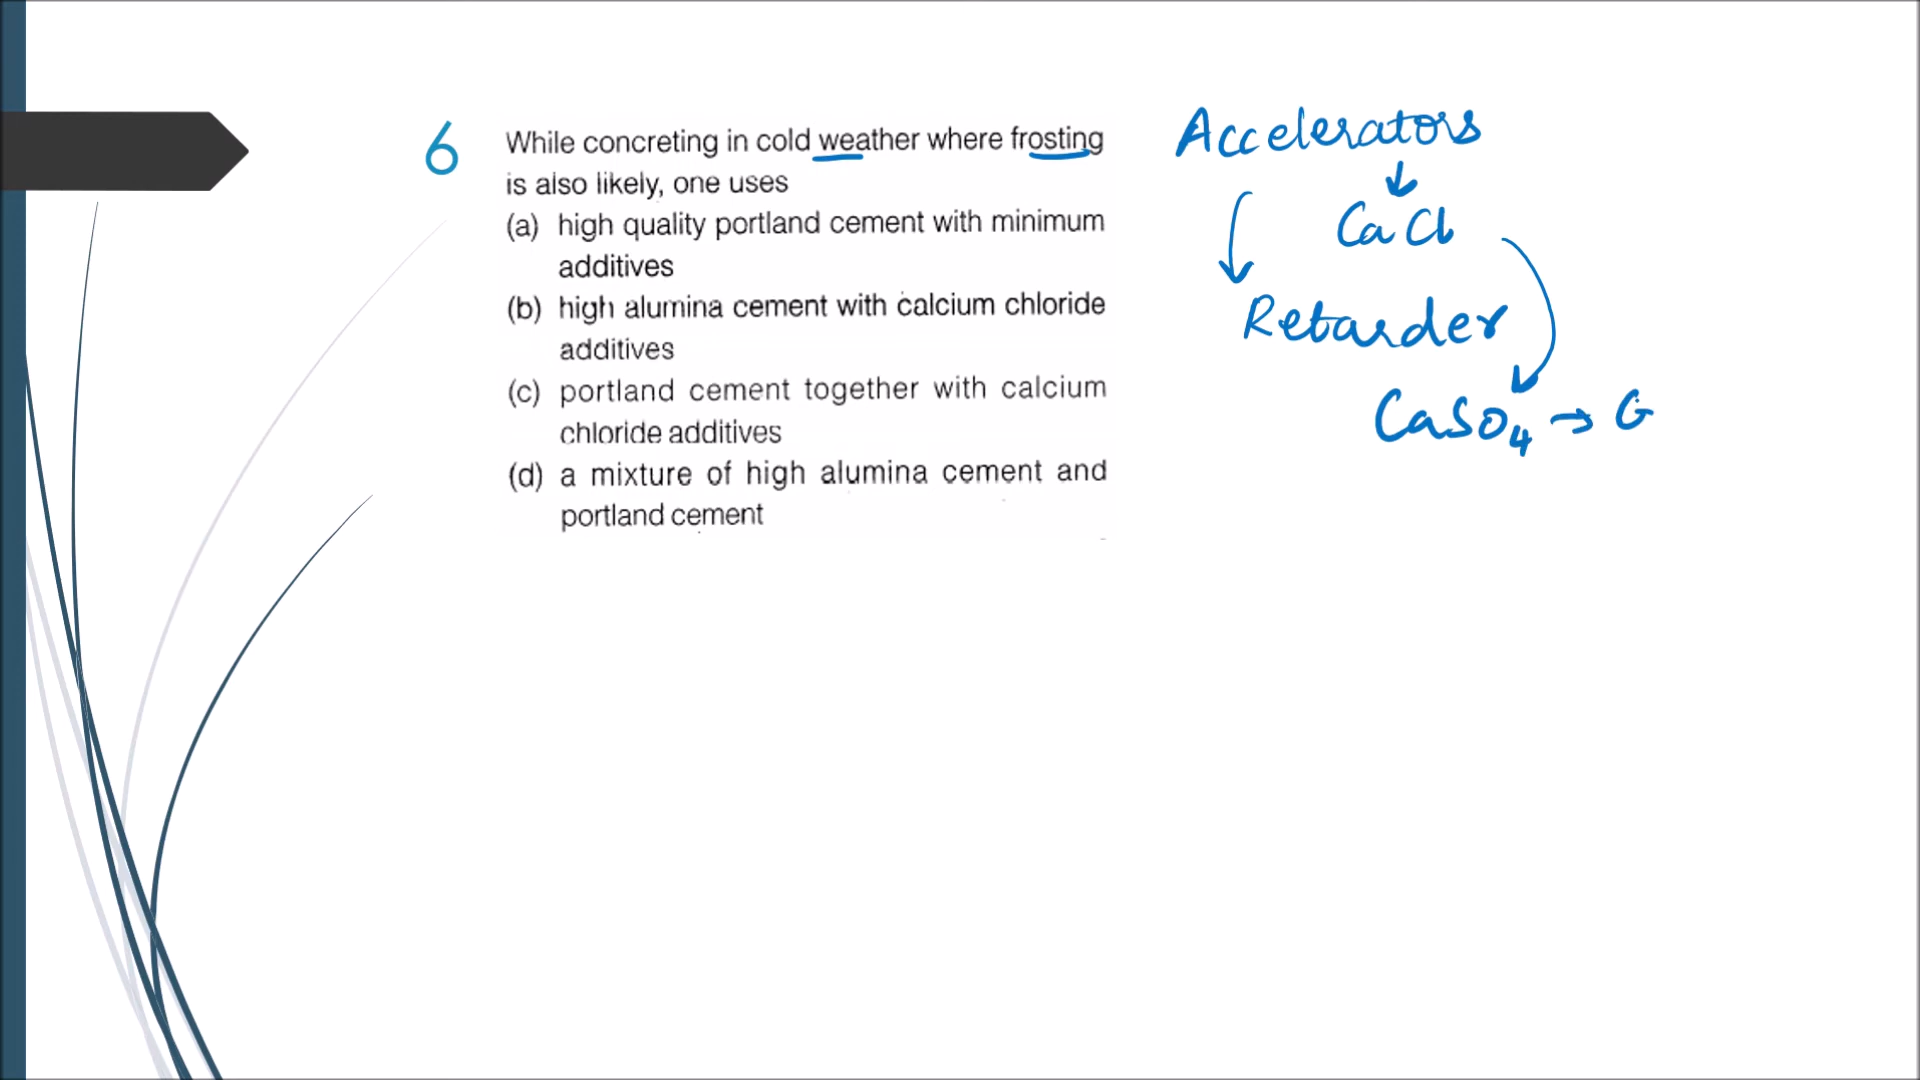 6
While concreting in cold weather where frosting
is also likely, one uses
(a) high quality portland cement with minimum
additives
(b) high alumina cement with calcium chloride
additives
(c) portland cement together with calcium
chloride additives
(d) a mixture of high alumina cement and
portland cement
Accelerators
↓
CaCl
Retarder
CaSO4 → G